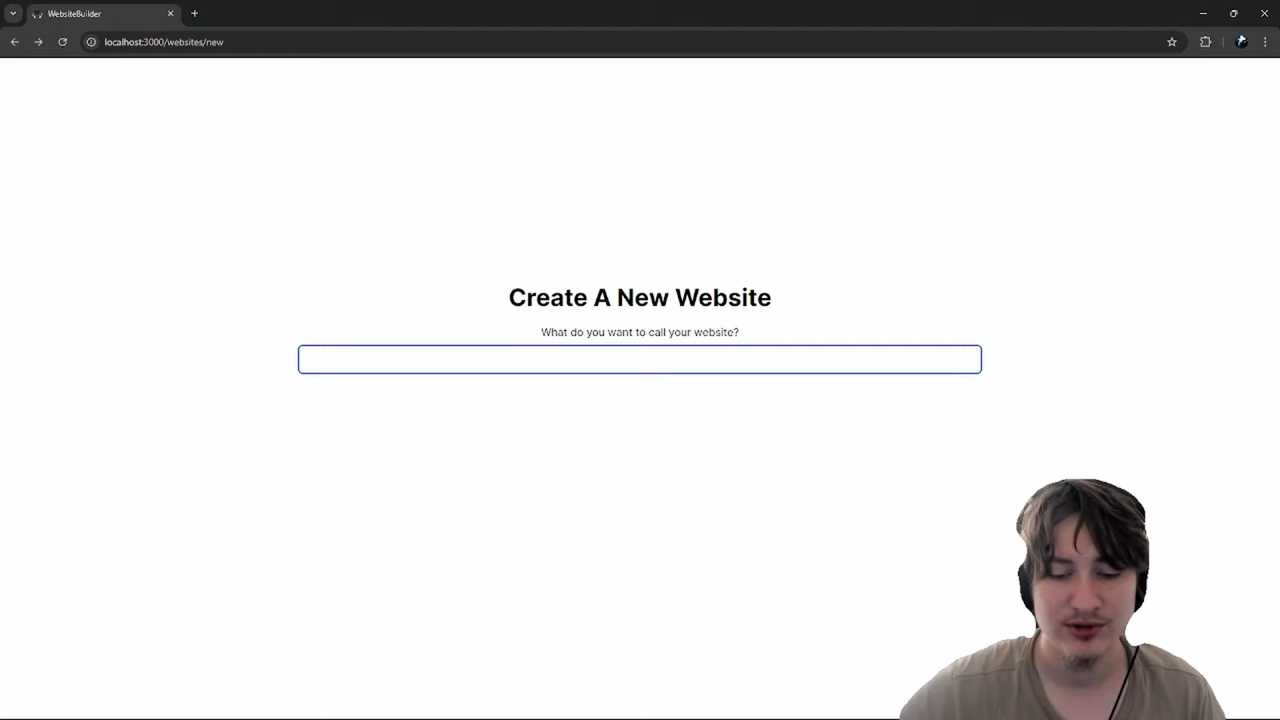 WebsiteBuilder
localhost:3000/websites/new
Create A New Website
What do you want to call your website?